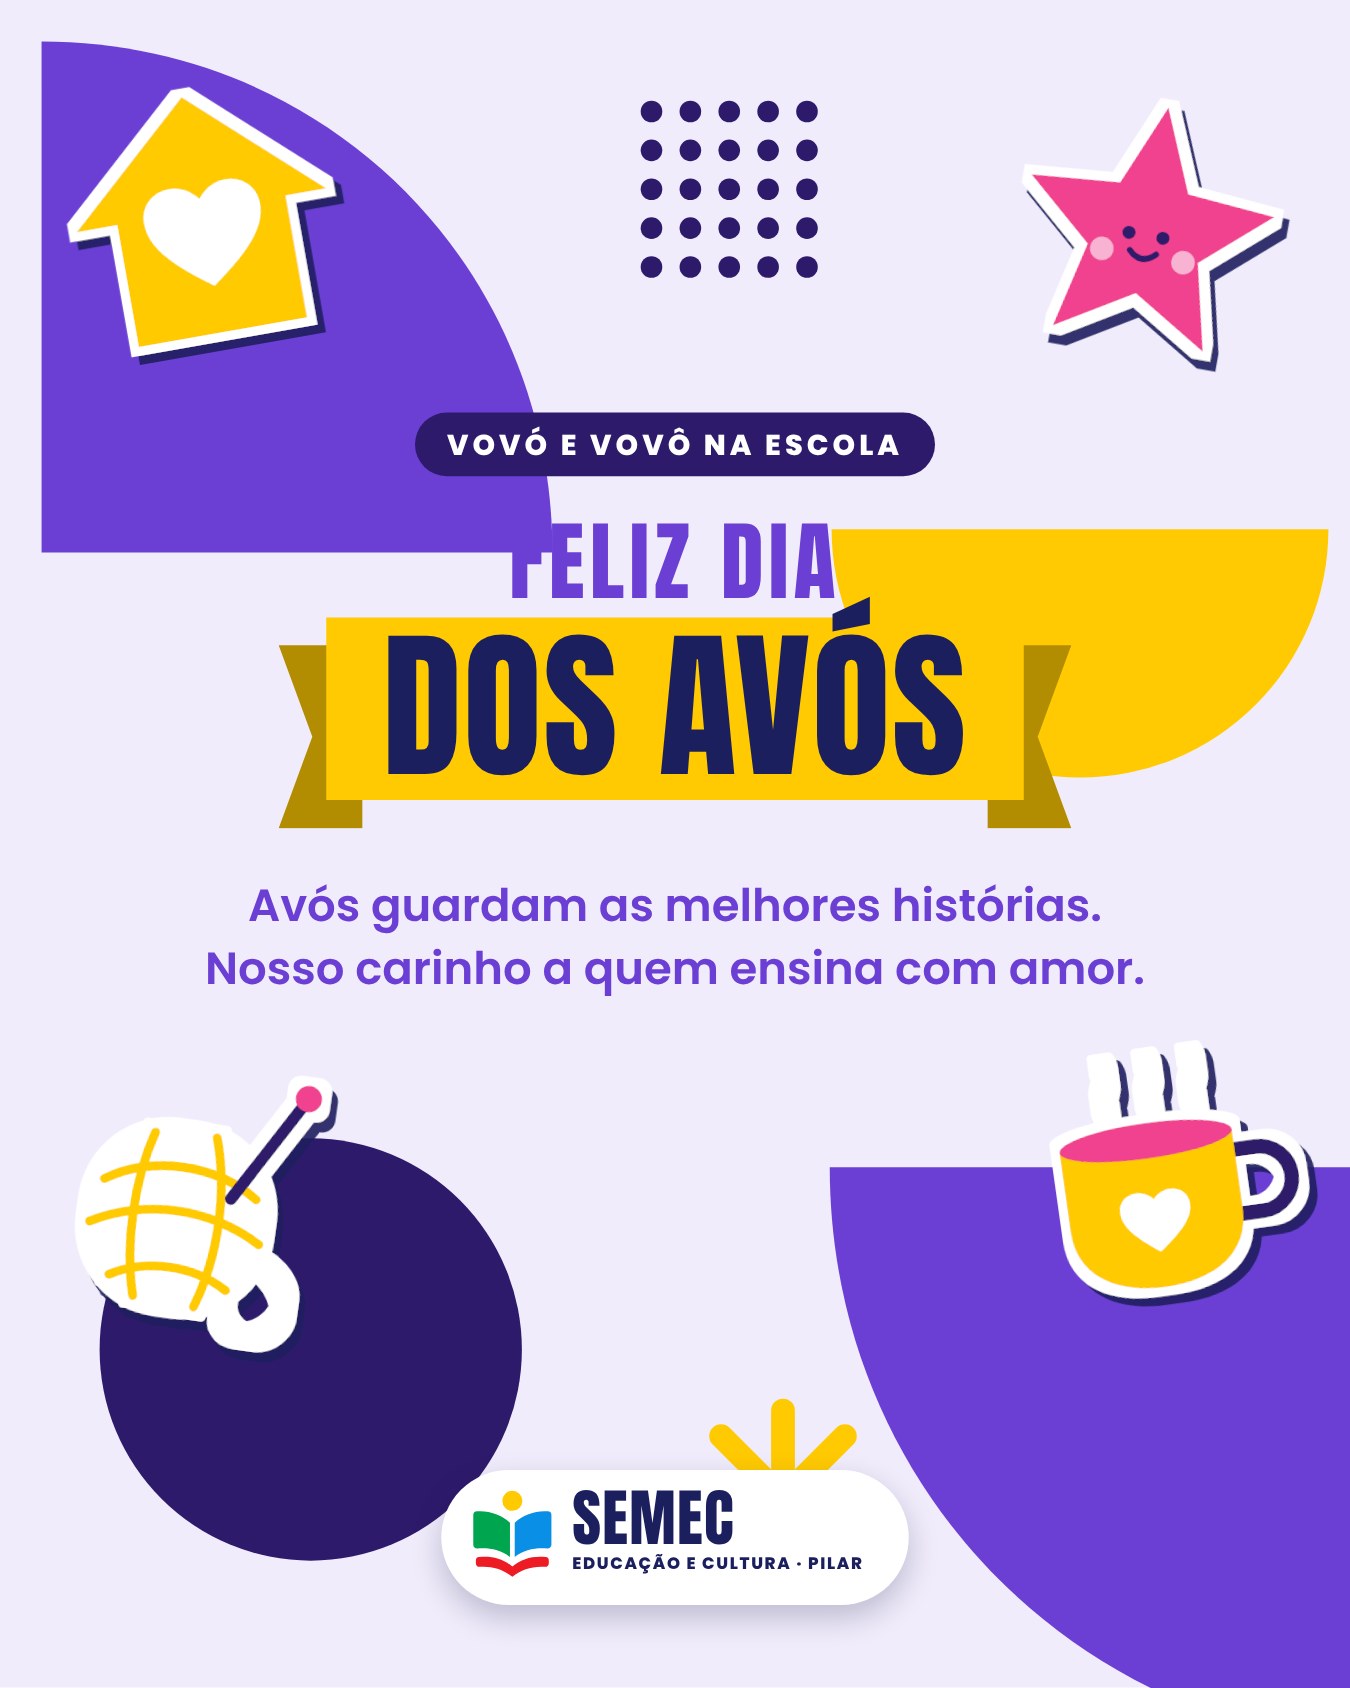 VOVÓ E VOVÔ NA ESCOLA
FELIZ DIA
DOS AVÓS
Avós guardam as melhores histórias.
Nosso carinho a quem ensina com amor.
SEMEC
EDUCAÇÃO E CULTURA · PILAR